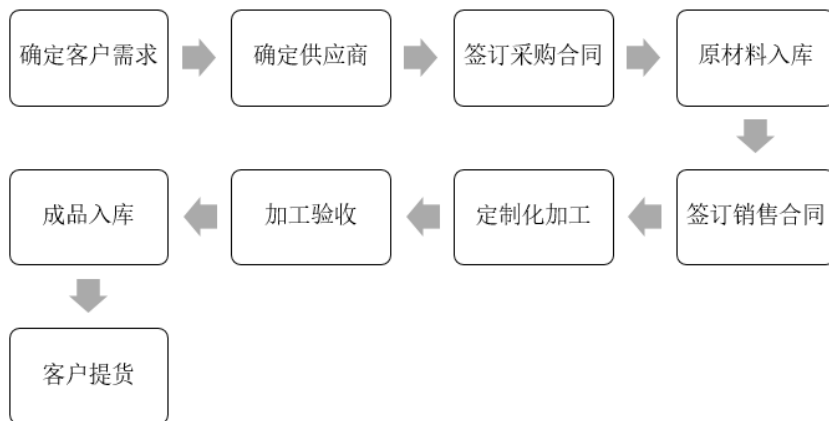 确定客户需求
确定供应商
签订采购合同
原材料入库
签订销售合同
定制化加工
加工验收
成品入库
客户提货